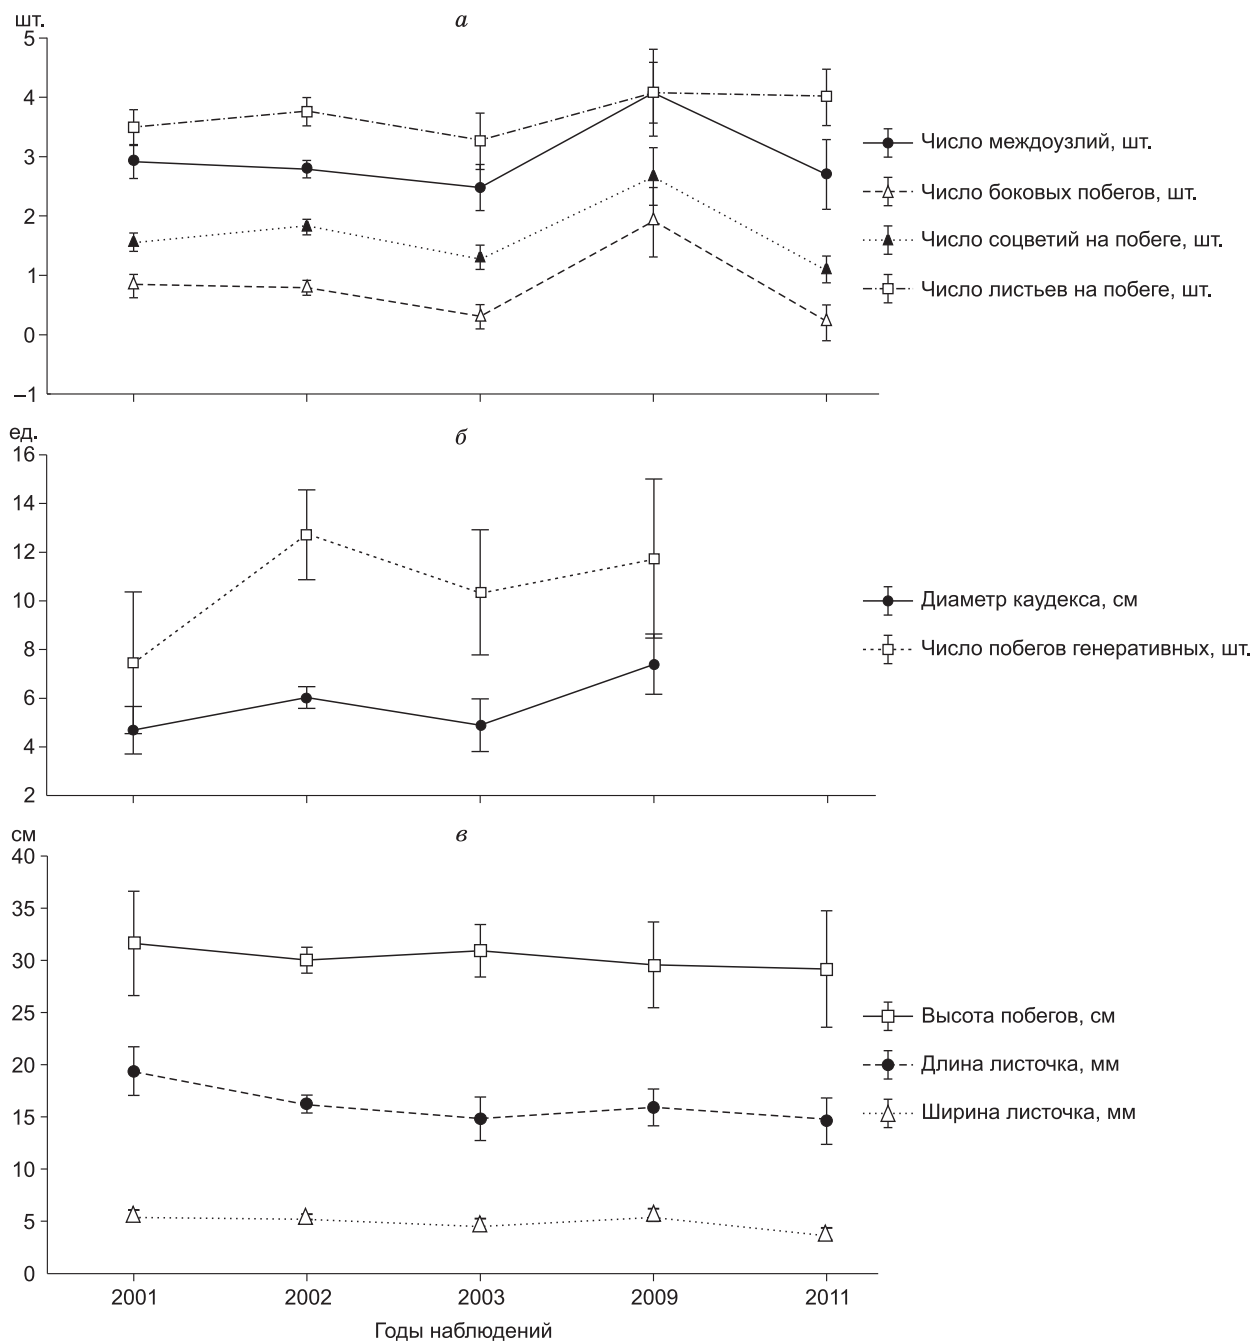 шт.
а
5
4
3
2
1
0
–1
Число междоузлий, шт.
Число боковых побегов, шт.
Число соцветий на побеге, шт.
Число листьев на побеге, шт.
ед.
б
16
14
12
10
8
6
4
2
Диаметр каудекса, см
Число побегов генеративных, шт.
см
в
40
35
30
25
20
15
10
5
0
Высота побегов, см
Длина листочка, мм
Ширина листочка, мм
2001 2002 2003 2009 2011
Годы наблюдений